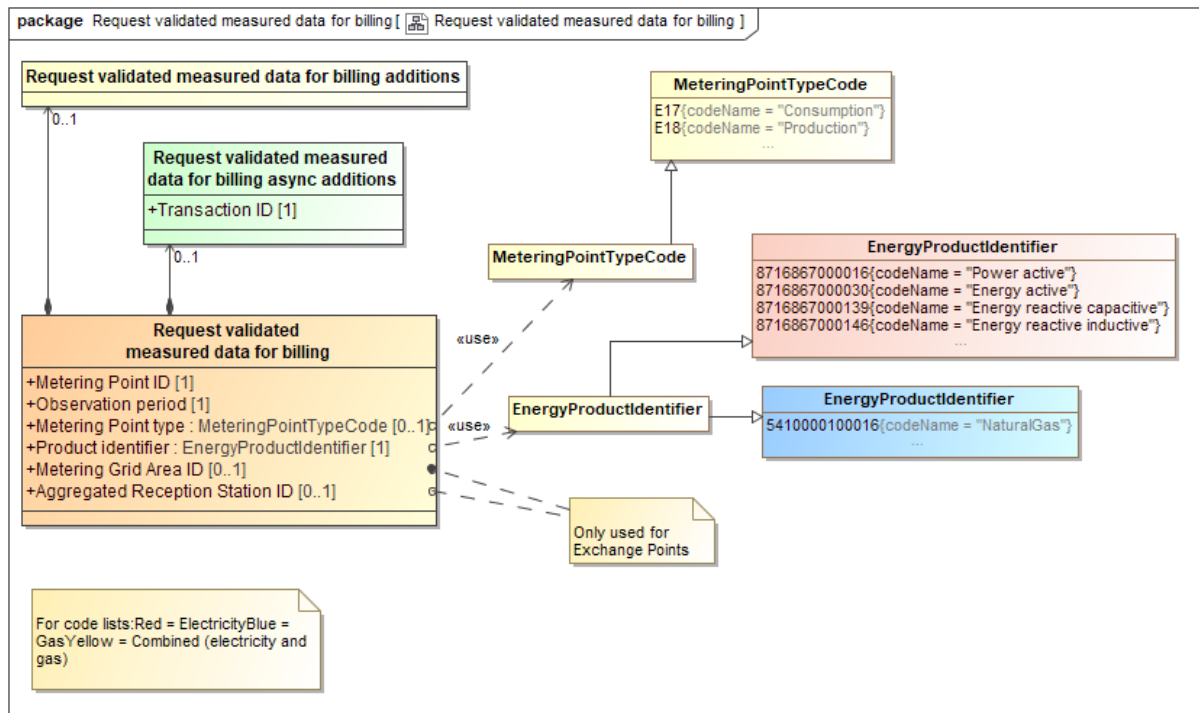 package Request validated measured data for billing [ Request validated measured data for billing ]
Request validated measured data for billing additions
0..1
Request validated measured
data for billing async additions
+Transaction ID [1]
0..1
MeteringPointTypeCode
E17{codeName = "Consumption"}
E18{codeName = "Production"}
...
MeteringPointTypeCode
EnergyProductIdentifier
8716867000016{codeName = "Power active"}
8716867000030{codeName = "Energy active"}
8716867000139{codeName = "Energy reactive capacitive"}
8716867000146{codeName = "Energy reactive inductive"}
...
Request validated
measured data for billing
+Metering Point ID [1]
+Observation period [1]
+Metering Point type : MeteringPointTypeCode [0..1]
+Product identifier : EnergyProductIdentifier [1]
+Metering Grid Area ID [0..1]
+Aggregated Reception Station ID [0..1]
«use»
«use»
EnergyProductIdentifier
EnergyProductIdentifier
5410000100016{codeName = "NaturalGas"}
...
Only used for
Exchange Points
For code lists:Red = ElectricityBlue =
GasYellow = Combined (electricity and
gas)